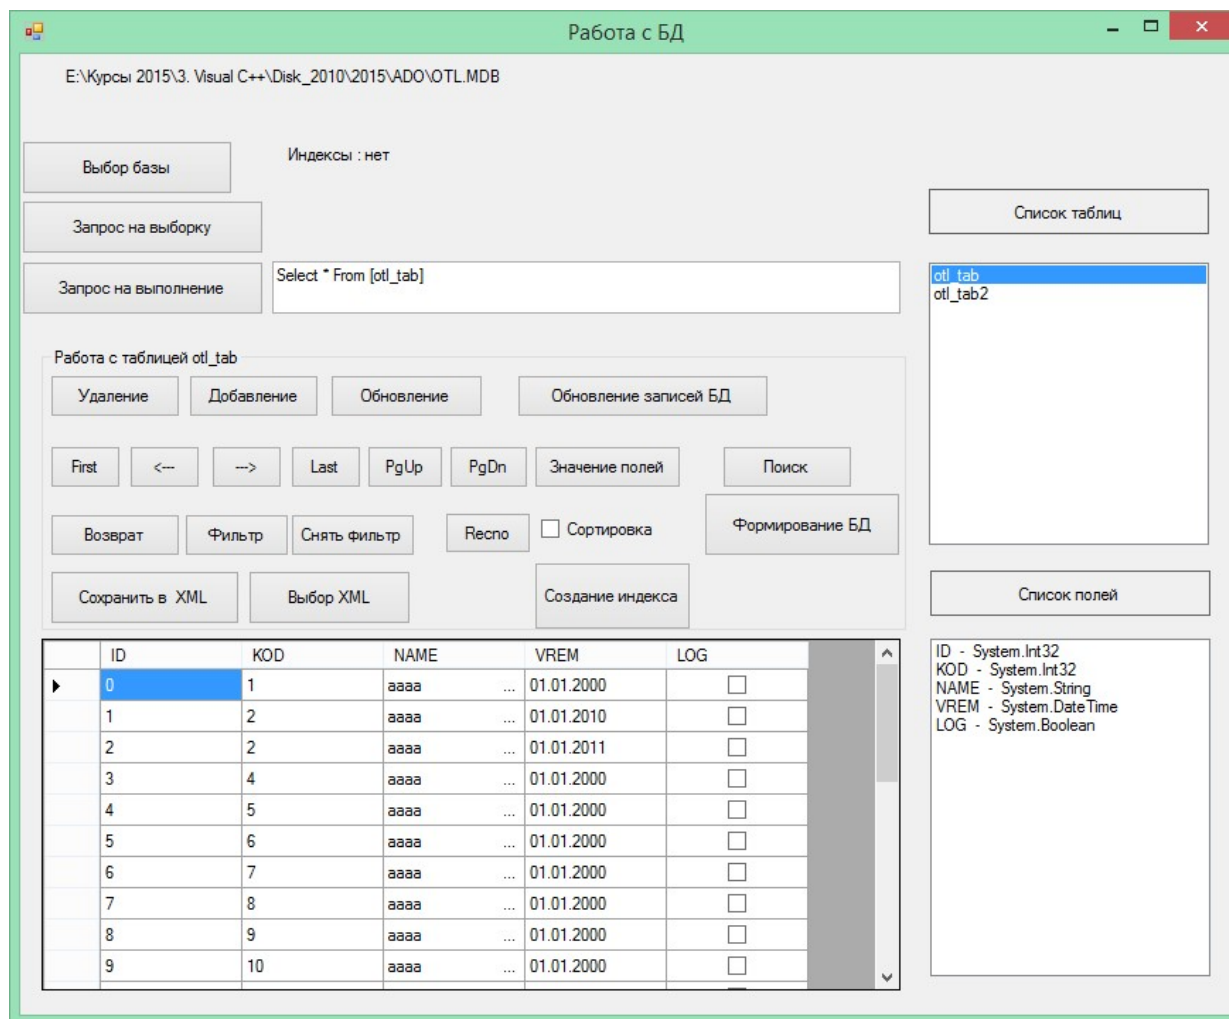 Работа с БД
E:\Курсы 2015\3. Visual C++\Disk_2010\2015\ADO\OTL.MDB
Выбор базы
Индексы : нет
Запрос на выборку
Список таблиц
Запрос на выполнение
Select * From [otl_tab]
otl_tab
otl_tab2
Работа с таблицей otl_tab
Удаление Добавление Обновление Обновление записей БД
First <--- ---> Last PgUp PgDn Значение полей Поиск
Возврат Фильтр Снять фильтр Recno Сортировка Формирование БД
Сохранить в XML Выбор XML Создание индекса
Список полей
ID KOD NAME VREM LOG
0 1 aaaa ... 01.01.2000
1 2 aaaa ... 01.01.2010
2 2 aaaa ... 01.01.2011
3 4 aaaa ... 01.01.2000
4 5 aaaa ... 01.01.2000
5 6 aaaa ... 01.01.2000
6 7 aaaa ... 01.01.2000
7 8 aaaa ... 01.01.2000
8 9 aaaa ... 01.01.2000
9 10 aaaa ... 01.01.2000
ID - System.Int32
KOD - System.Int32
NAME - System.String
VREM - System.DateTime
LOG - System.Boolean